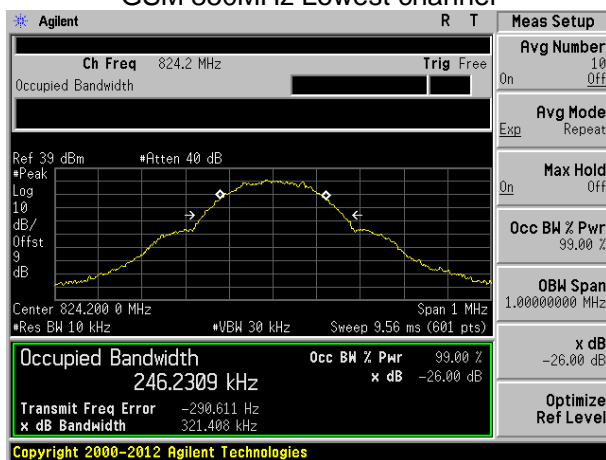 GSM 850MHz Lowest channel
Agilent R T
Ch Freq 824.2 MHz Trig Free
Occupied Bandwidth
Ref 39 dBm #Atten 40 dB
#Peak
Log
10
dB/
Offst
9
dB
Center 824.200 0 MHz Span 1 MHz
#Res BW 10 kHz #VBW 30 kHz Sweep 9.56 ms (601 pts)
Occupied Bandwidth Occ BW % Pwr 99.00 %
246.2309 kHz x dB -26.00 dB
Transmit Freq Error -290.611 Hz
x dB Bandwidth 321.408 kHz
Copyright 2000-2012 Agilent Technologies
Meas Setup
Avg Number
10
On Off
Avg Mode
Exp Repeat
Max Hold
On Off
Occ BW % Pwr
99.00 %
OBW Span
1.00000000 MHz
x dB
-26.00 dB
Optimize
Ref Level